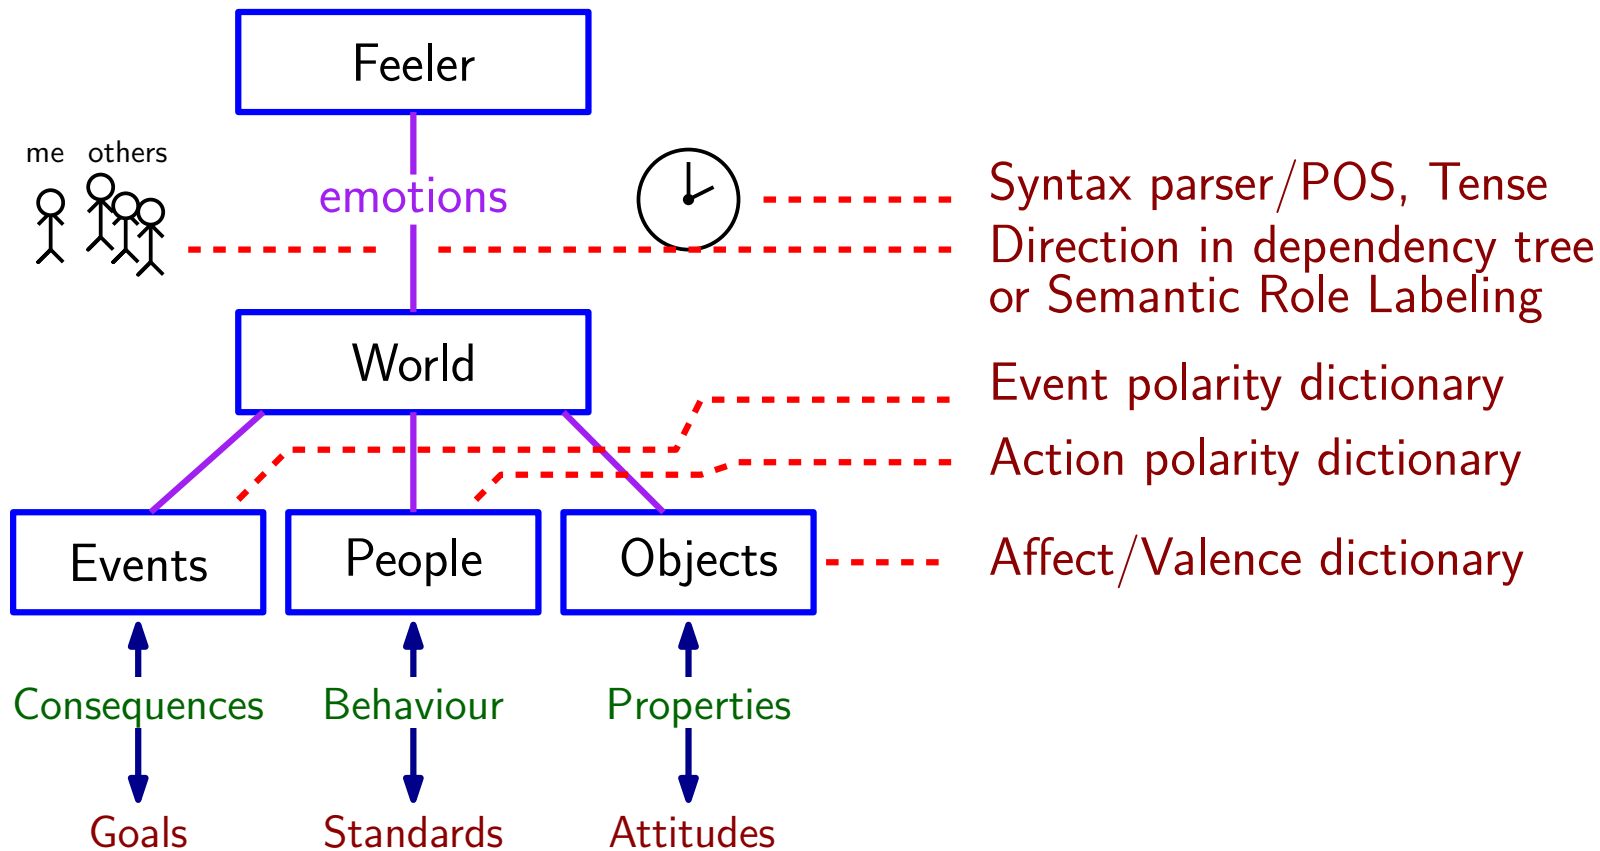 Feeler
me others
emotions
Syntax parser/POS, Tense
Direction in dependency tree
or Semantic Role Labeling
World
Event polarity dictionary
Action polarity dictionary
Events
People
Objects
Affect/Valence dictionary
Consequences
Behaviour
Properties
Goals
Standards
Attitudes